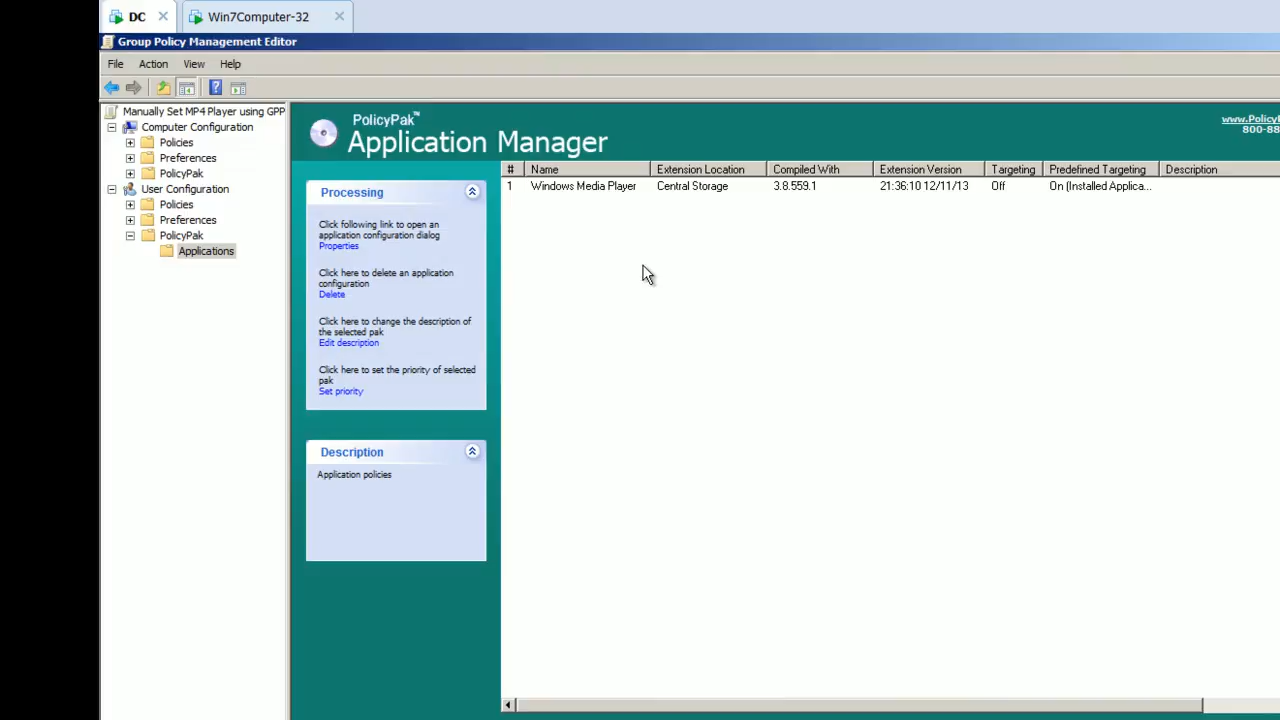 DC
Win7Computer-32
Group Policy Management Editor
File Action View Help
Manually Set MP4 Player using GPP
Computer Configuration
Policies
Preferences
PolicyPak
User Configuration
Policies
Preferences
PolicyPak
Applications
PolicyPak™
Application Manager
www.Policy
800-88
Processing
Click following link to open an
application configuration dialog
Properties
Click here to delete an application
configuration
Delete
Click here to change the description of
the selected pak
Edit description
Click here to set the priority of selected
pak
Set priority
Description
Application policies
# Name Extension Location Compiled With Extension Version Targeting Predefined Targeting Description
1 Windows Media Player Central Storage 3.8.559.1 21:36:10 12/11/13 Off On (Installed Applica...